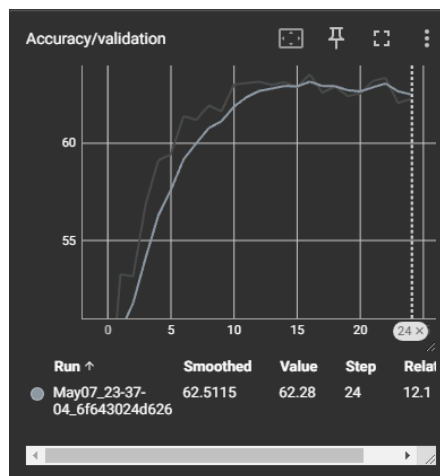 Accuracy/validation
60
55
0 5 10 15 20 24 ×
Run ↑ Smoothed Value Step Relat
May07_23-37- 62.5115 62.28 24 12.1
04_6f643024d626